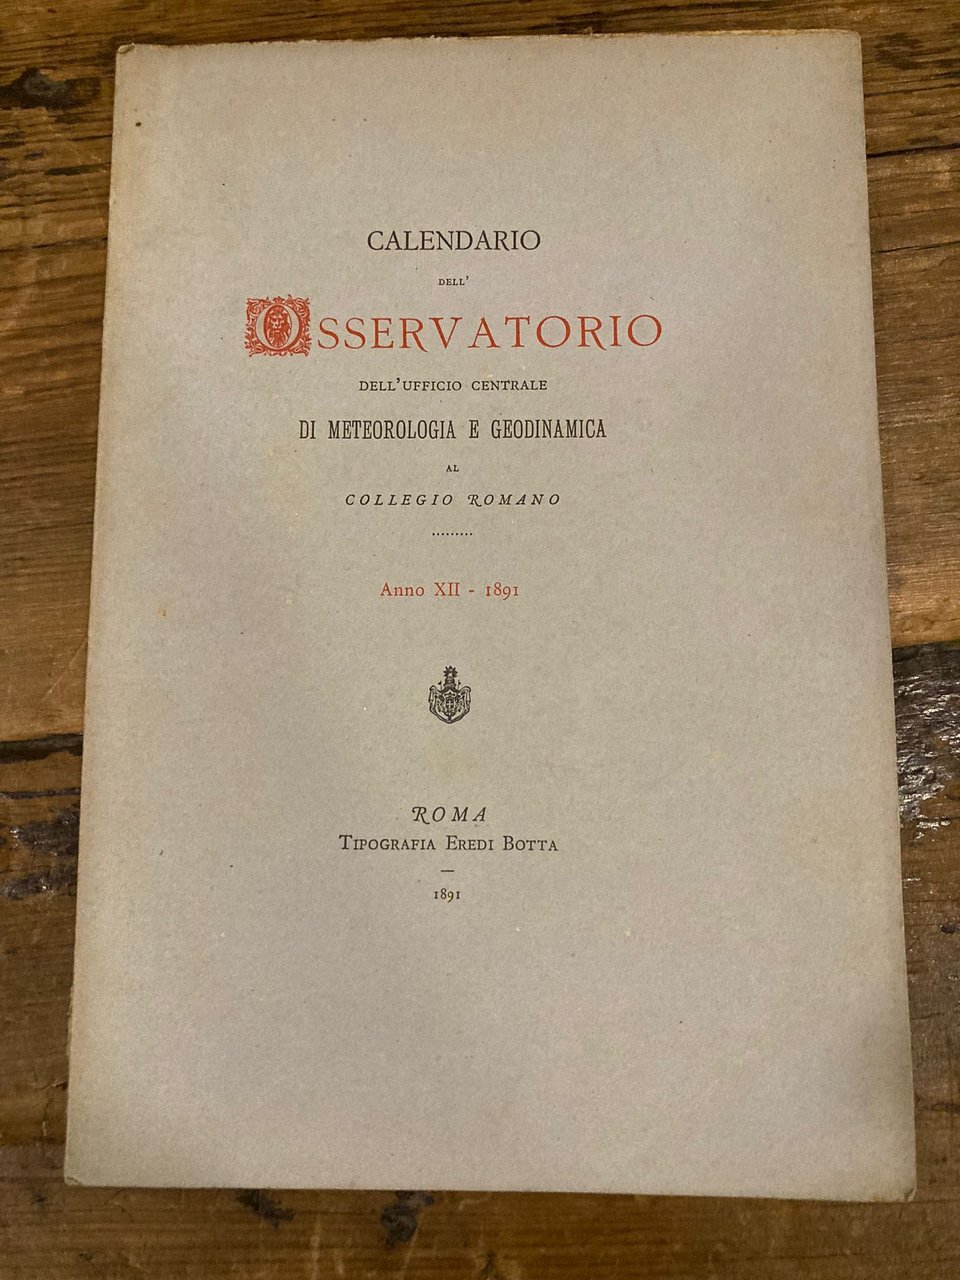 CALENDARIO
DELL'
OSSERVATORIO
DELL'UFFICIO CENTRALE
DI METEOROLOGIA E GEODINAMICA
AL
COLLEGIO ROMANO
.........
Anno XII - 1891
ROMA
TIPOGRAFIA EREDI BOTTA
—
1891